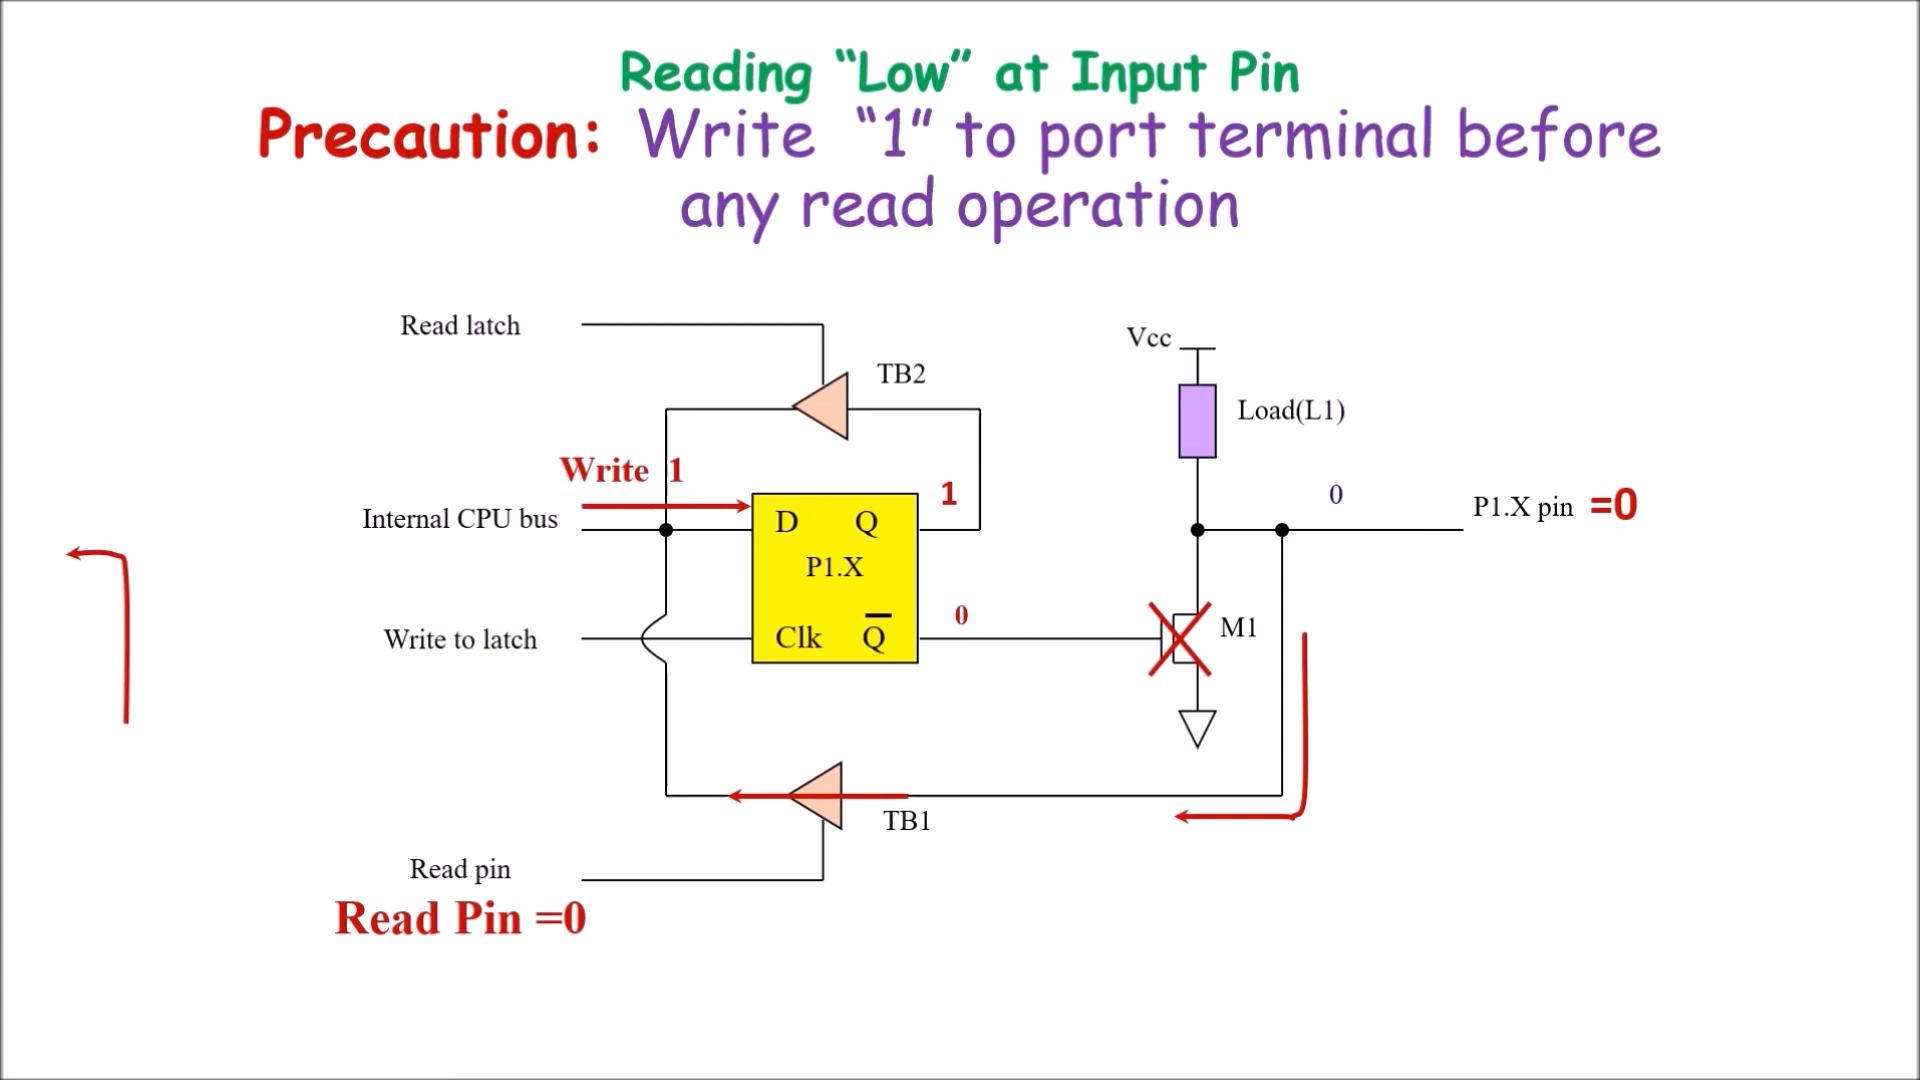 Reading “Low” at Input Pin
Precaution: Write “1” to port terminal before
any read operation
Read latch
Vcc
TB2
Load(L1)
Write 1
1
0
P1.X pin =0
Internal CPU bus
D Q
P1.X
0
M1
Write to latch
Clk Q̅
TB1
Read pin
Read Pin =0